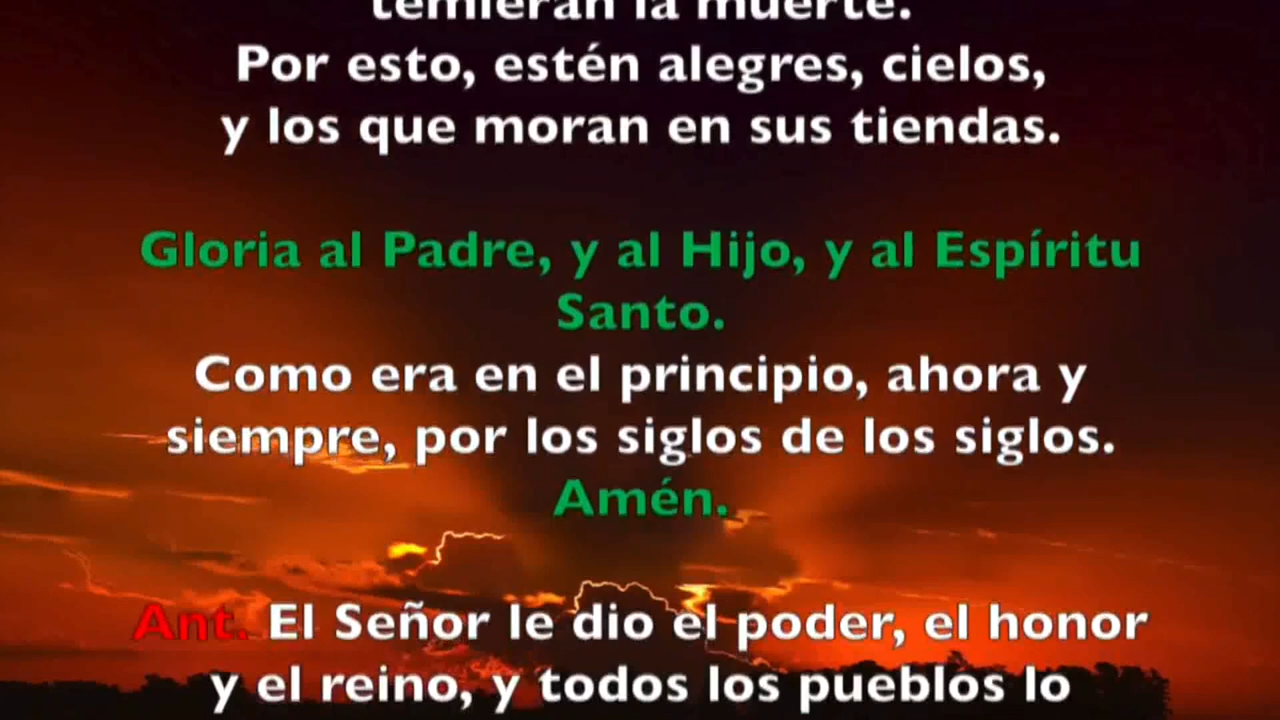 temieran la muerte.
Por esto, estén alegres, cielos,
y los que moran en sus tiendas.
Gloria al Padre, y al Hijo, y al Espíritu
Santo.
Como era en el principio, ahora y
siempre, por los siglos de los siglos.
Amén.
Ant. El Señor le dio el poder, el honor
y el reino, y todos los pueblos lo